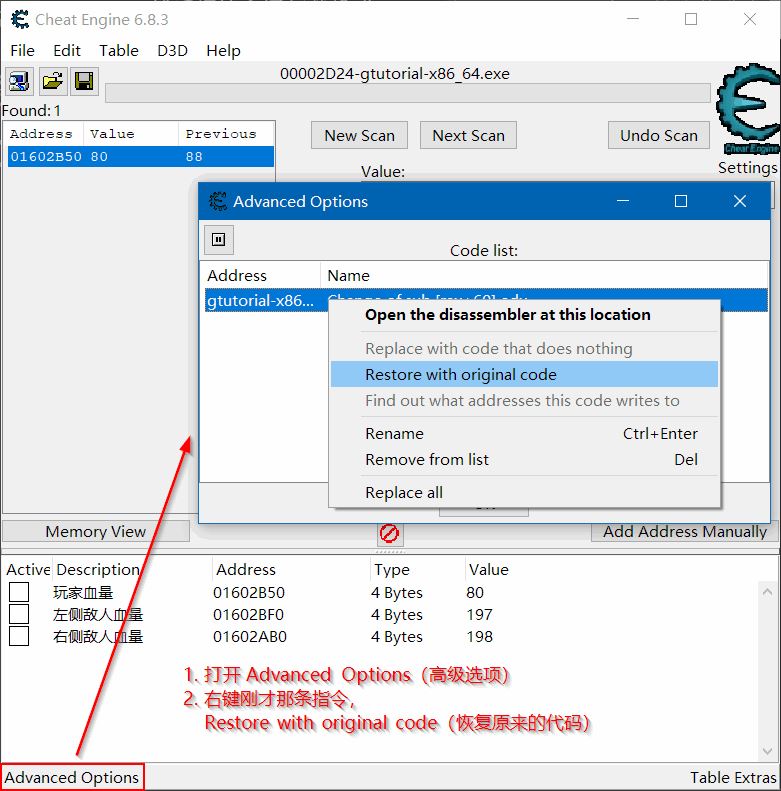 Cheat Engine 6.8.3
File Edit Table D3D Help
00002D24-gtutorial-x86_64.exe
Found: 1
Address Value Previous
01602B50 80 88
New Scan Next Scan Undo Scan
Value:
Cheat Engine
Settings
Advanced Options
Code list:
Address Name
gtutorial-x86...
Open the disassembler at this location
Replace with code that does nothing
Restore with original code
Find out what addresses this code writes to
Rename Ctrl+Enter
Remove from list Del
Replace all
Memory View Add Address Manually
Active Description Address Type Value
玩家血量 01602B50 4 Bytes 80
左侧敌人血量 01602BF0 4 Bytes 197
右侧敌人血量 01602AB0 4 Bytes 198
1. 打开 Advanced Options（高级选项）
2. 右键刚才那条指令，
Restore with original code（恢复原来的代码）
Advanced Options Table Extras